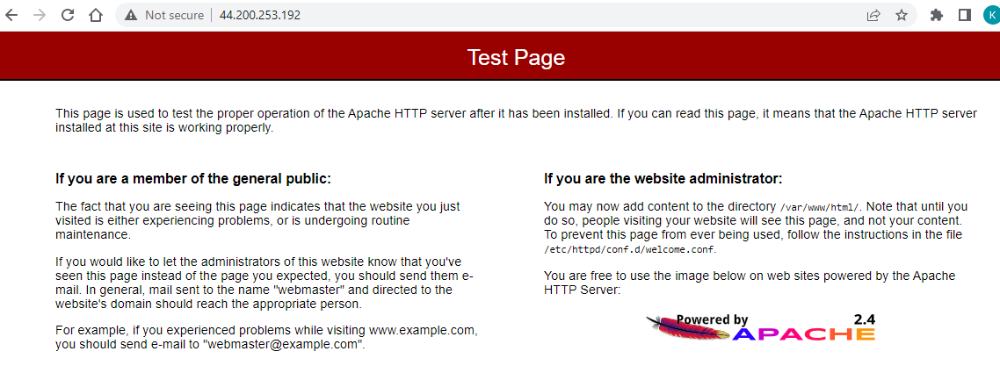 Not secure | 44.200.253.192
K
Test Page
This page is used to test the proper operation of the Apache HTTP server after it has been installed. If you can read this page, it means that the Apache HTTP server
installed at this site is working properly.
If you are a member of the general public:
The fact that you are seeing this page indicates that the website you just
visited is either experiencing problems, or is undergoing routine
maintenance.
If you would like to let the administrators of this website know that you've
seen this page instead of the page you expected, you should send them e-
mail. In general, mail sent to the name "webmaster" and directed to the
website's domain should reach the appropriate person.
For example, if you experienced problems while visiting www.example.com,
you should send e-mail to "webmaster@example.com".
If you are the website administrator:
You may now add content to the directory /var/www/html/. Note that until you
do so, people visiting your website will see this page, and not your content.
To prevent this page from ever being used, follow the instructions in the file
/etc/httpd/conf.d/welcome.conf.
You are free to use the image below on web sites powered by the Apache
HTTP Server:
Powered by 2.4
APACHE